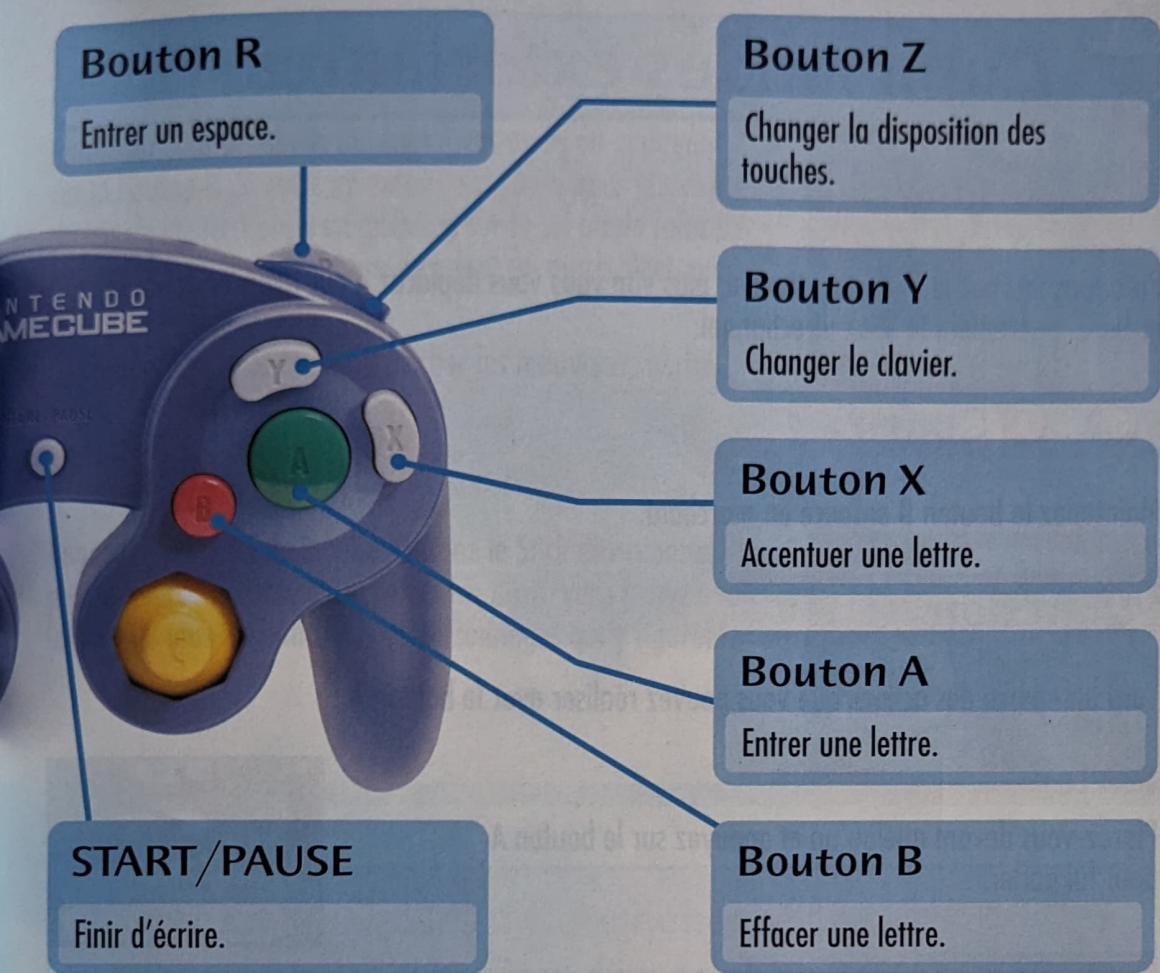 Bouton R
Entrer un espace.
Bouton Z
Changer la disposition des
touches.
NTENDO
AMECUBE
Bouton Y
Changer le clavier.
Y
X
A
B
C
Bouton X
Accentuer une lettre.
Bouton A
Entrer une lettre.
START/PAUSE
Finir d'écrire.
Bouton B
Effacer une lettre.